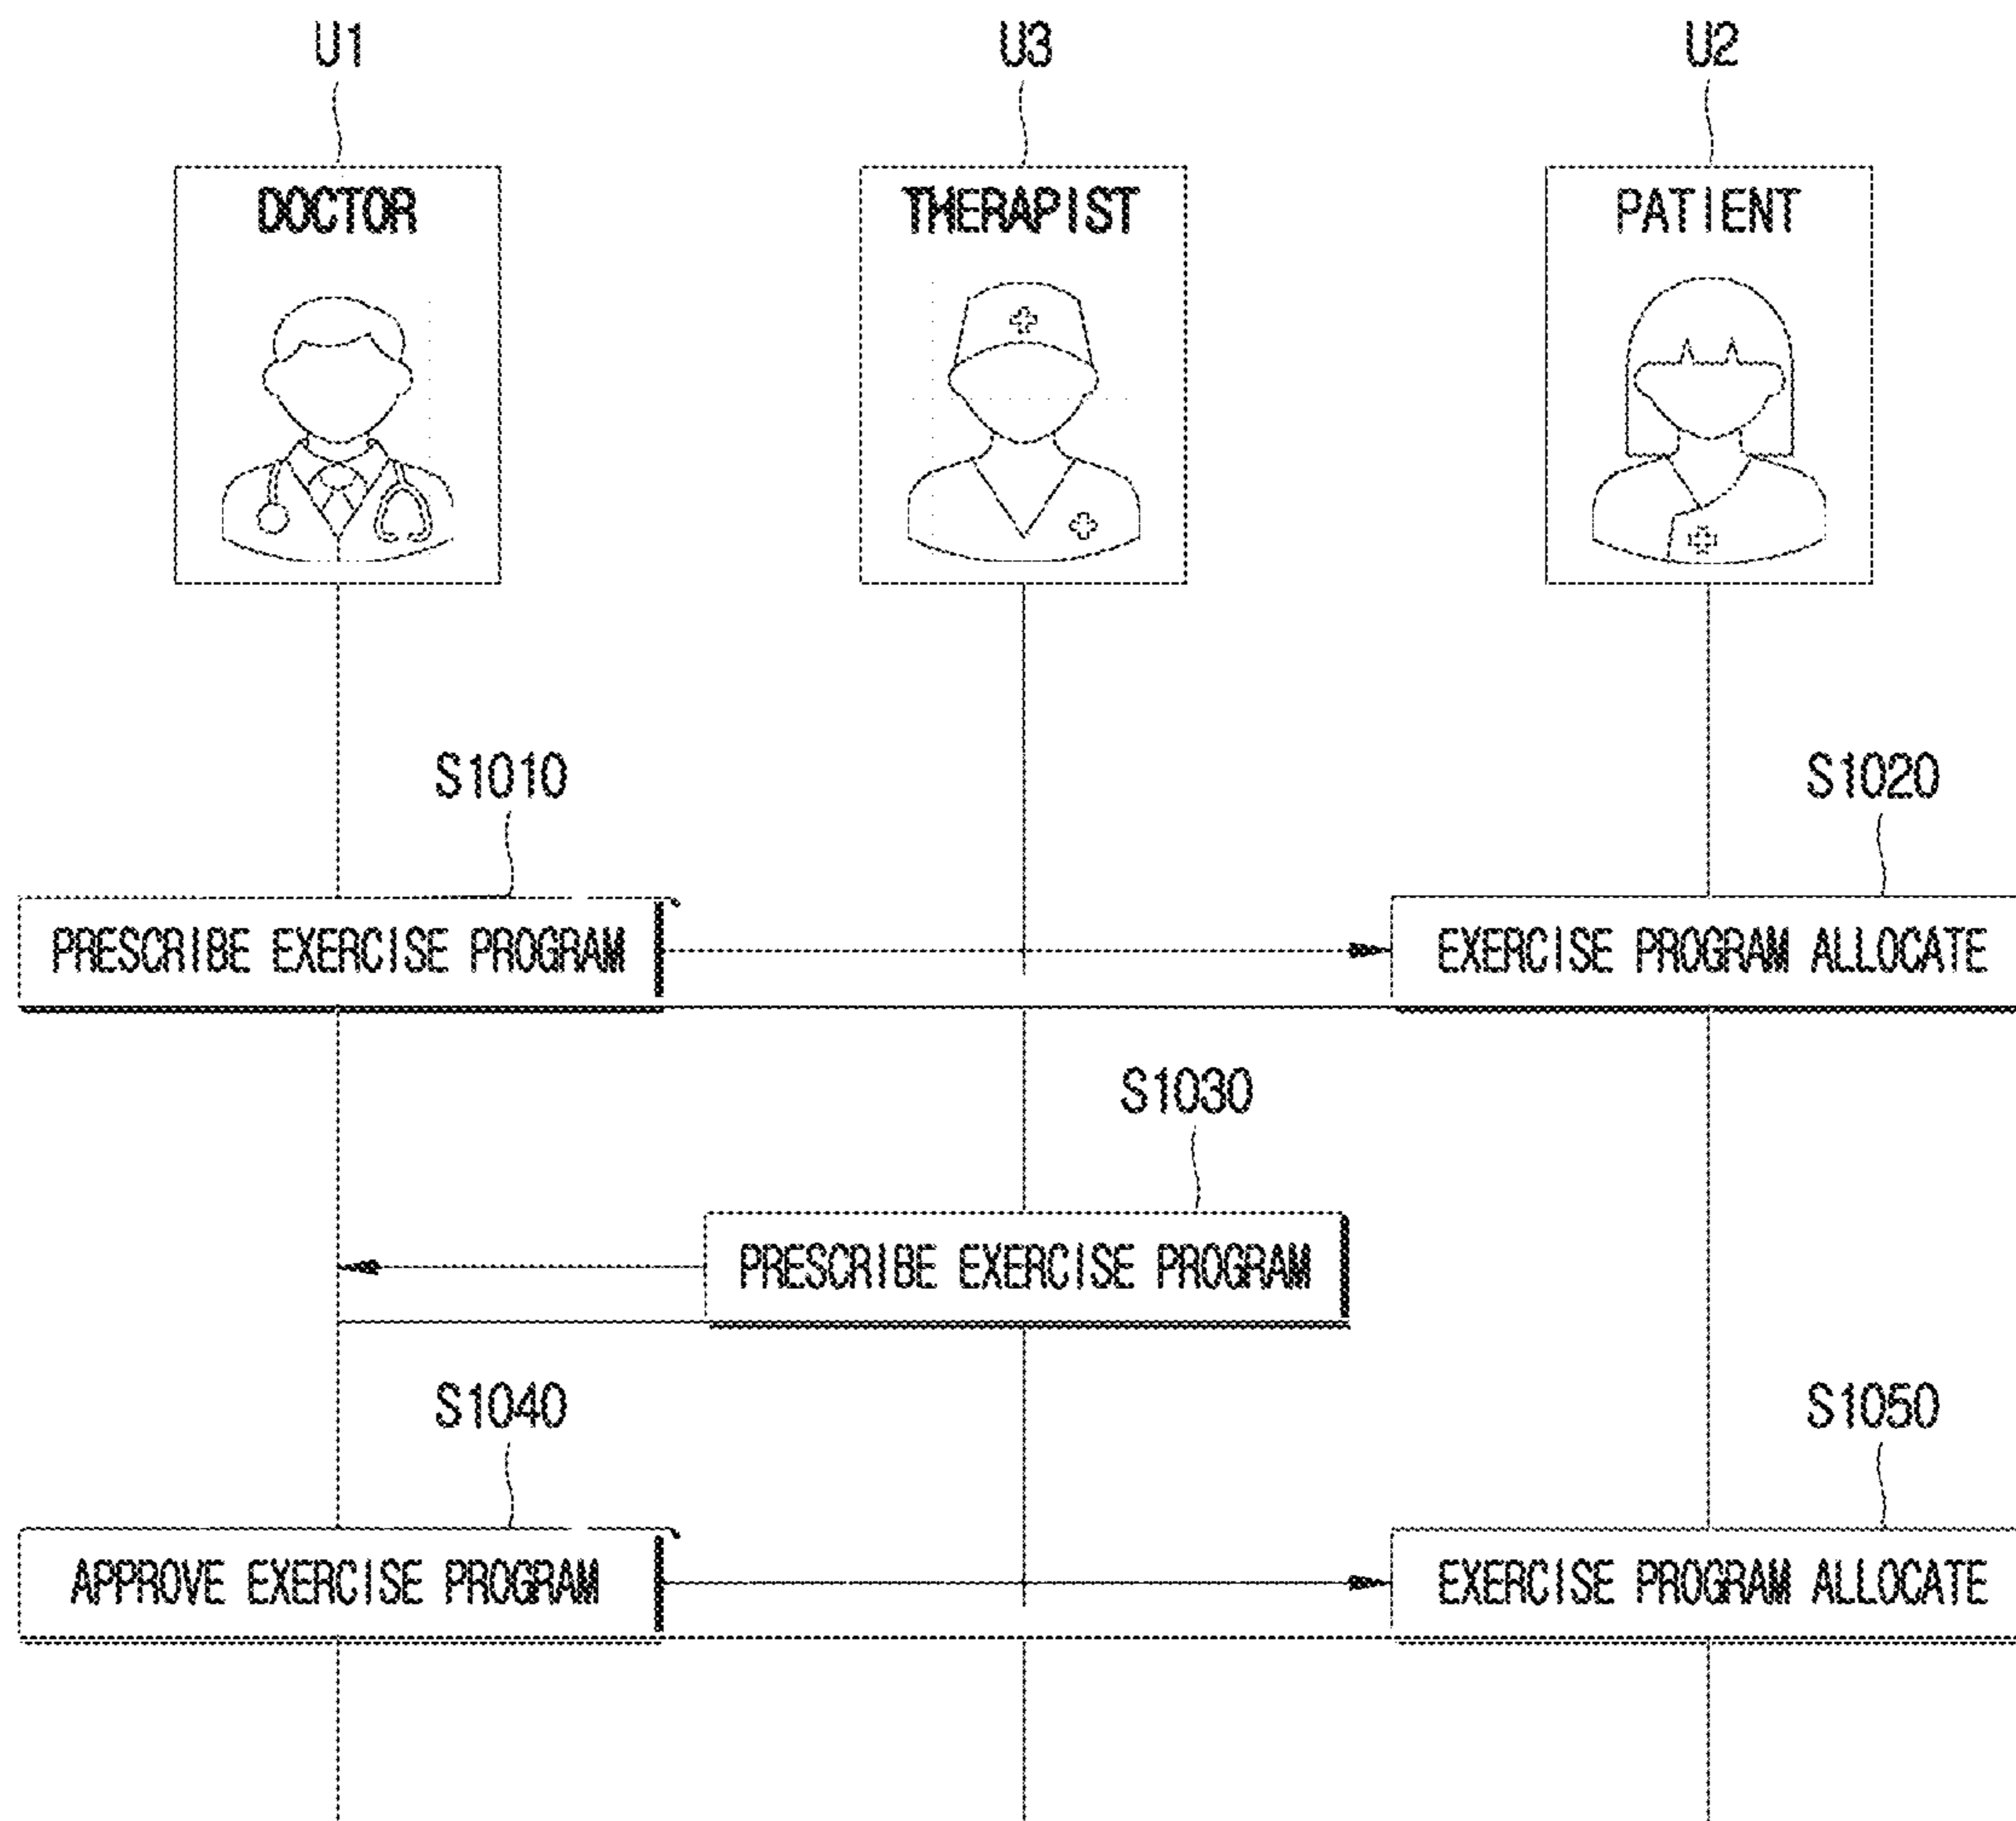 U1
U3
U2
DOCTOR
THERAPIST
PATIENT
S1010
S1020
PRESCRIBE EXERCISE PROGRAM
EXERCISE PROGRAM ALLOCATE
S1030
PRESCRIBE EXERCISE PROGRAM
S1040
S1050
APPROVE EXERCISE PROGRAM
EXERCISE PROGRAM ALLOCATE